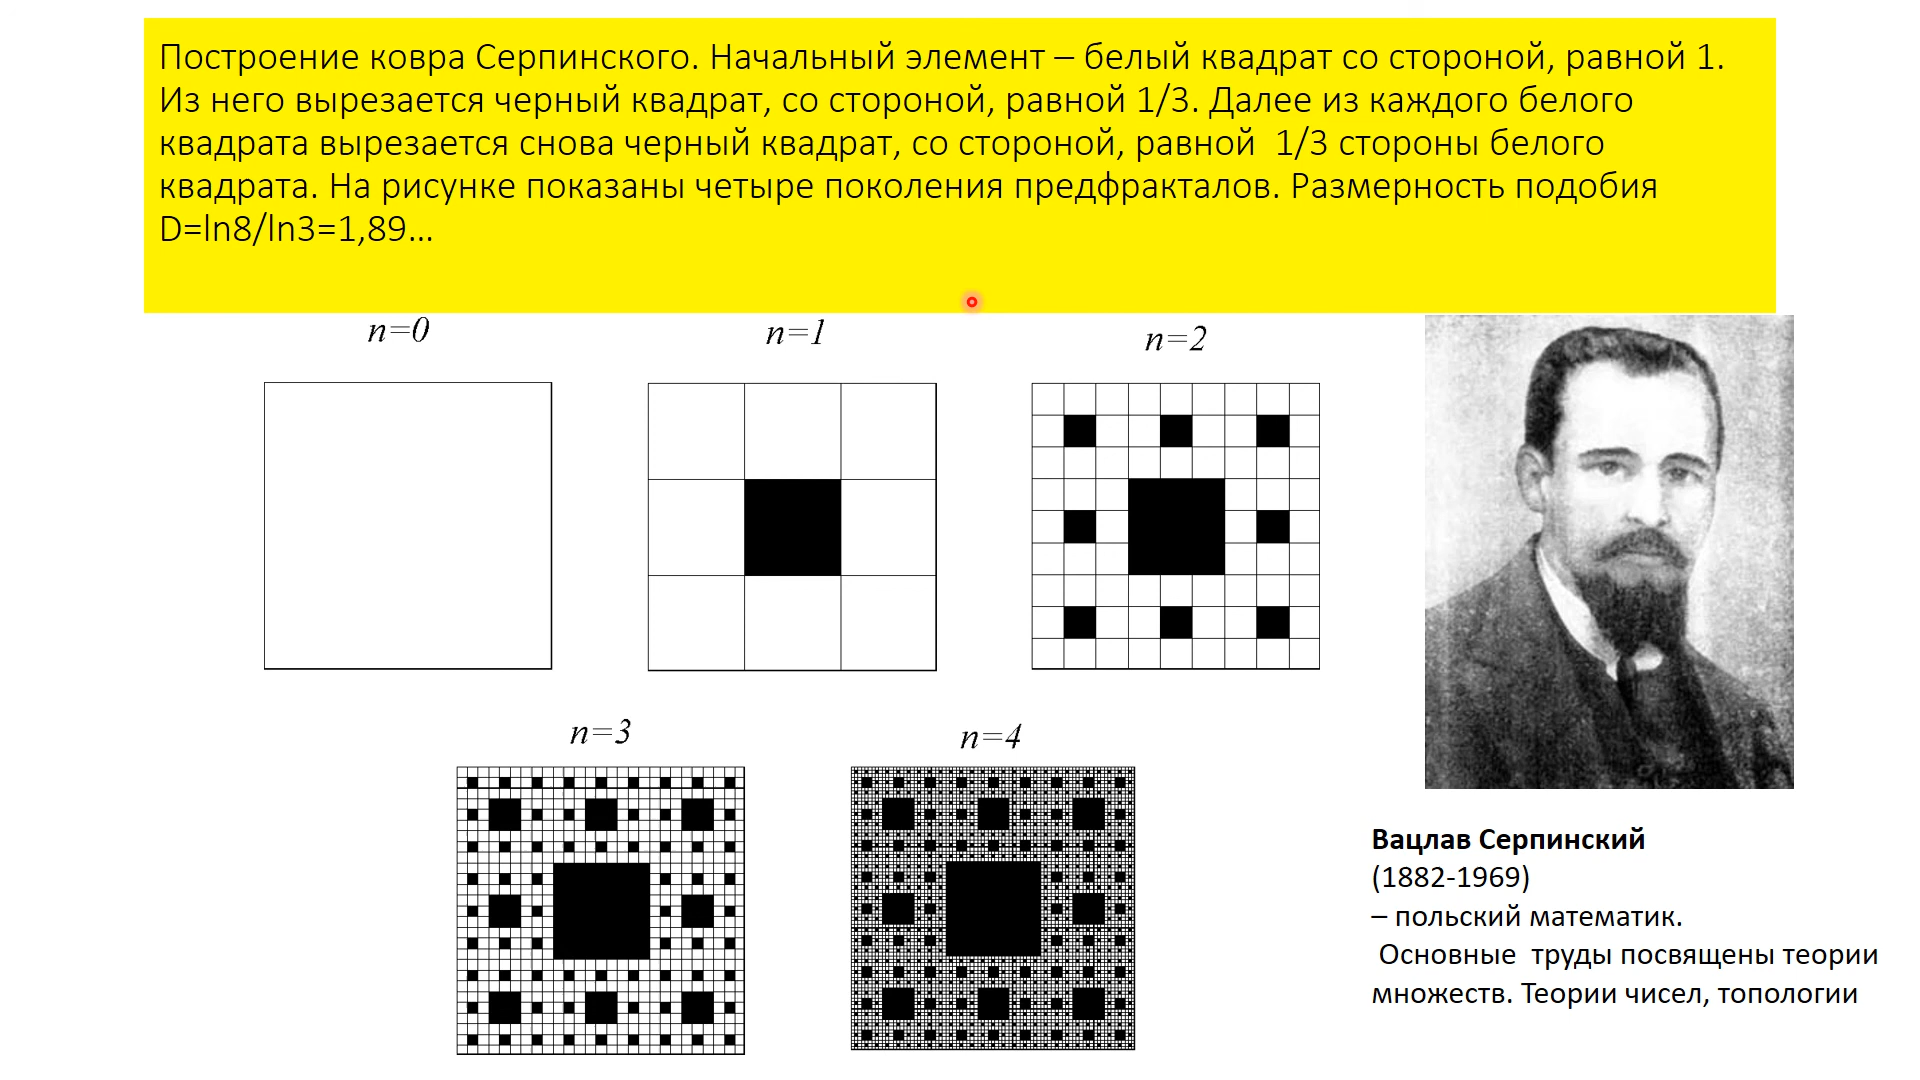 Построение ковра Серпинского. Начальный элемент – белый квадрат со стороной, равной 1.
Из него вырезается черный квадрат, со стороной, равной 1/3. Далее из каждого белого
квадрата вырезается снова черный квадрат, со стороной, равной  1/3 стороны белого
квадрата. На рисунке показаны четыре поколения предфракталов. Размерность подобия
D=ln8/ln3=1,89…
n=0
n=1
n=2
n=3
n=4
Вацлав Серпинский
(1882-1969)
– польский математик.
Основные  труды посвящены теории
множеств. Теории чисел, топологии